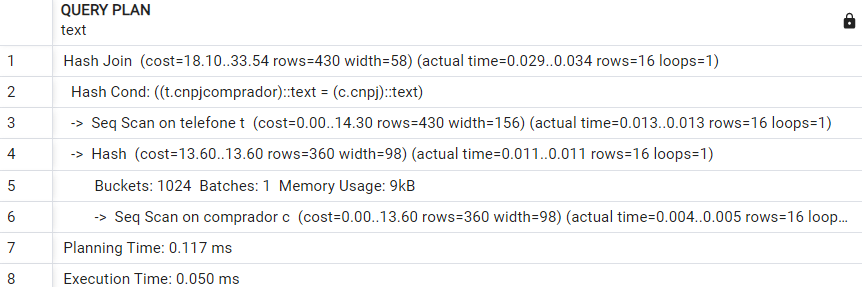 QUERY PLAN
text
1 Hash Join (cost=18.10..33.54 rows=430 width=58) (actual time=0.029..0.034 rows=16 loops=1)
2 Hash Cond: ((t.cnpjcomprador)::text = (c.cnpj)::text)
3 -> Seq Scan on telefone t (cost=0.00..14.30 rows=430 width=156) (actual time=0.013..0.013 rows=16 loops=1)
4 -> Hash (cost=13.60..13.60 rows=360 width=98) (actual time=0.011..0.011 rows=16 loops=1)
5 Buckets: 1024 Batches: 1 Memory Usage: 9kB
6 -> Seq Scan on comprador c (cost=0.00..13.60 rows=360 width=98) (actual time=0.004..0.005 rows=16 loop...
7 Planning Time: 0.117 ms
8 Execution Time: 0.050 ms